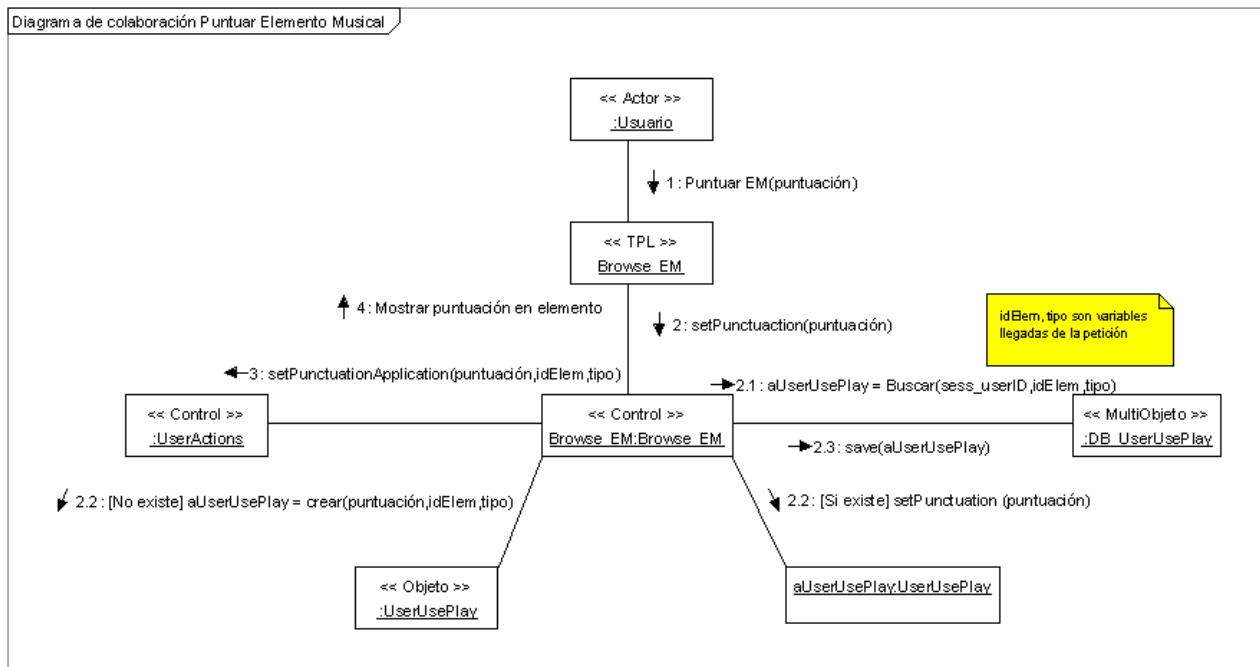 Diagrama de colaboración Puntuar Elemento Musical
<< Actor >>
:Usuario
1 : Puntuar EM(puntuación)
<< TPL >>
Browse_EM
4 : Mostrar puntuación en elemento
2 : setPunctuaction(puntuación)
idElem, tipo son variables
llegadas de la petición
3 : setPunctuationApplication(puntuación,idElem,tipo)
2.1 : aUserUsePlay = Buscar(sess_userID,idElem,tipo)
<< Control >>
:UserActions
<< Control >>
Browse_EM:Browse_EM
<< MultiObjeto >>
:DB_UserUsePlay
2.3 : save(aUserUsePlay)
2.2 : [No existe] aUserUsePlay = crear(puntuación,idElem,tipo)
2.2 : [Si existe] setPunctuation (puntuación)
<< Objeto >>
:UserUsePlay
aUserUsePlay:UserUsePlay